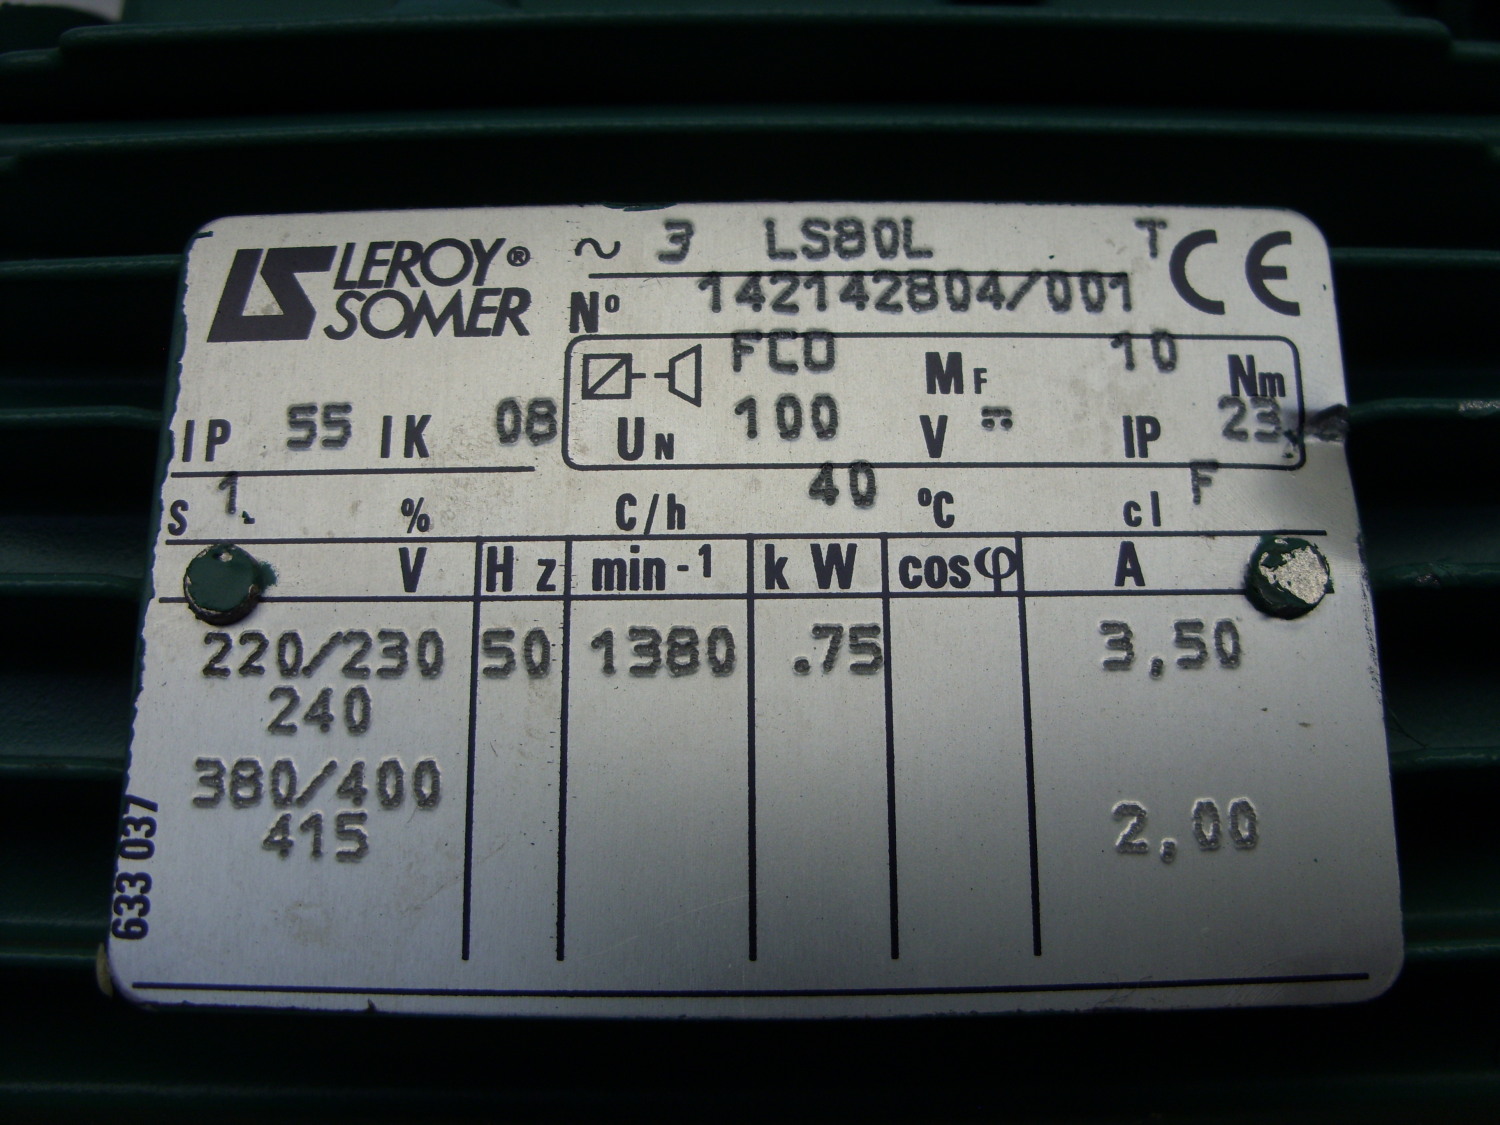 LS LEROY® SOMER
~ 3 LS80L T CE
N° 142142804/001
FCO MF 10 Nm
IP 55 IK 08 UN 100 V IP 23
S 1 % C/h 40 °C cl F
V Hz min-1 kW cosφ A
220/230 50 1380 .75 3,50
240
380/400
415 2,00
633 037